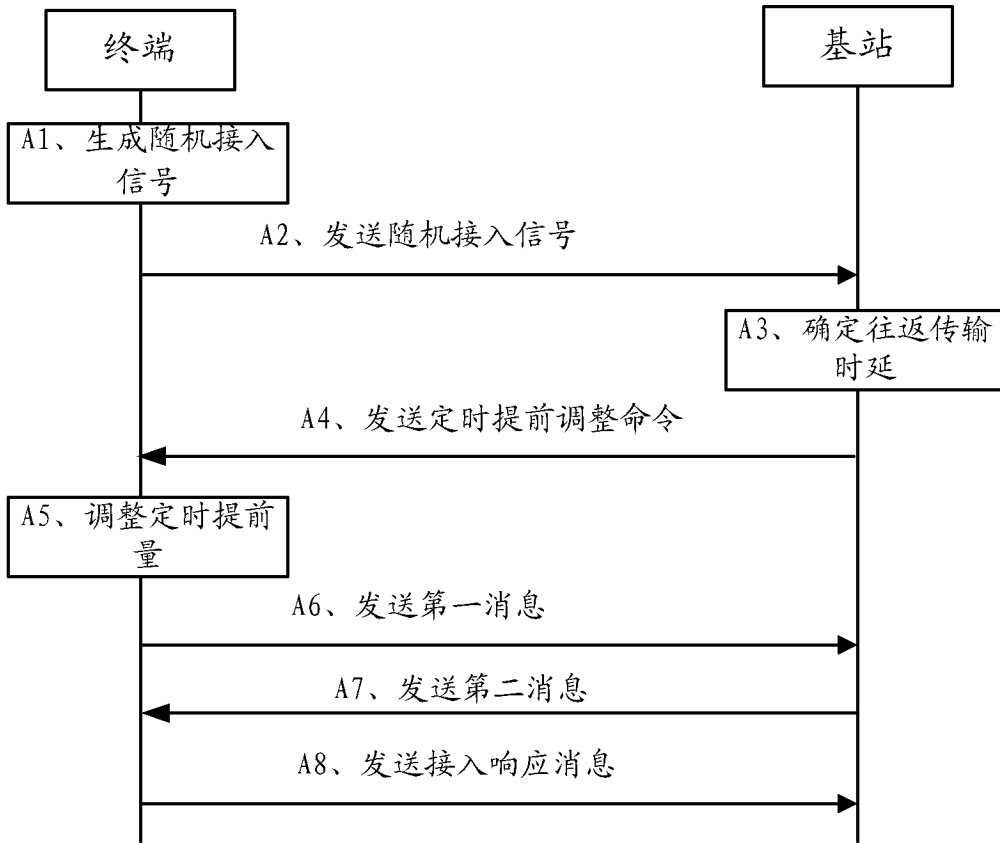 终端
基站
A1、生成随机接入
信号
A2、发送随机接入信号
A3、确定往返传输
时延
A4、发送定时提前调整命令
A5、调整定时提前
量
A6、发送第一消息
A7、发送第二消息
A8、发送接入响应消息